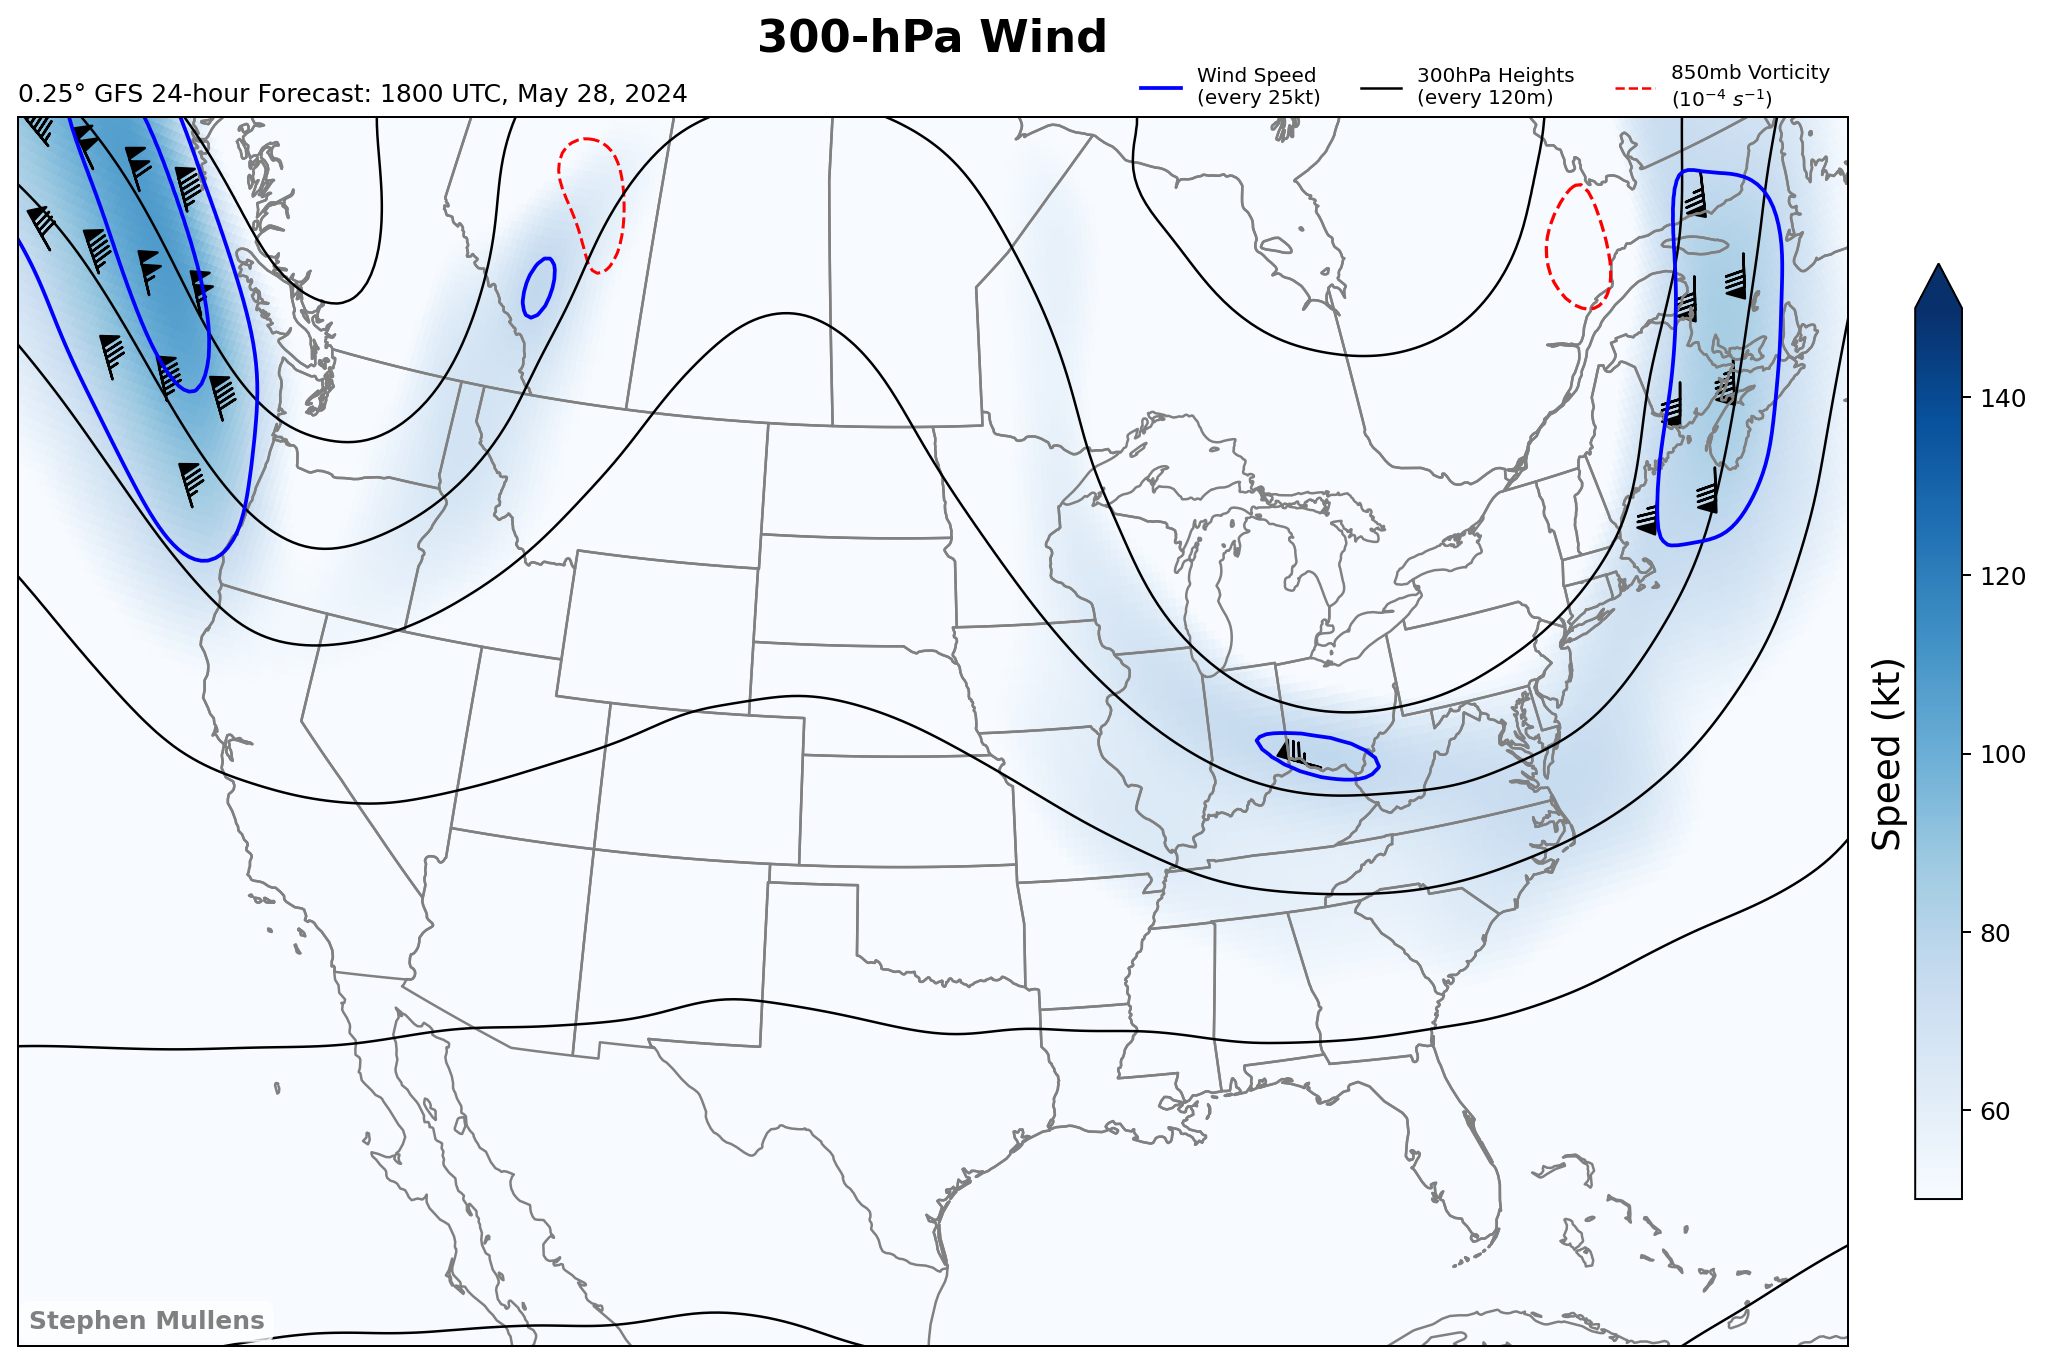 300-hPa Wind
0.25° GFS 24-hour Forecast: 1800 UTC, May 28, 2024
Wind Speed
(every 25kt)
300hPa Heights
(every 120m)
850mb Vorticity
(10⁻⁴ s⁻¹)
140
120
100
80
60
Speed (kt)
Stephen Mullens